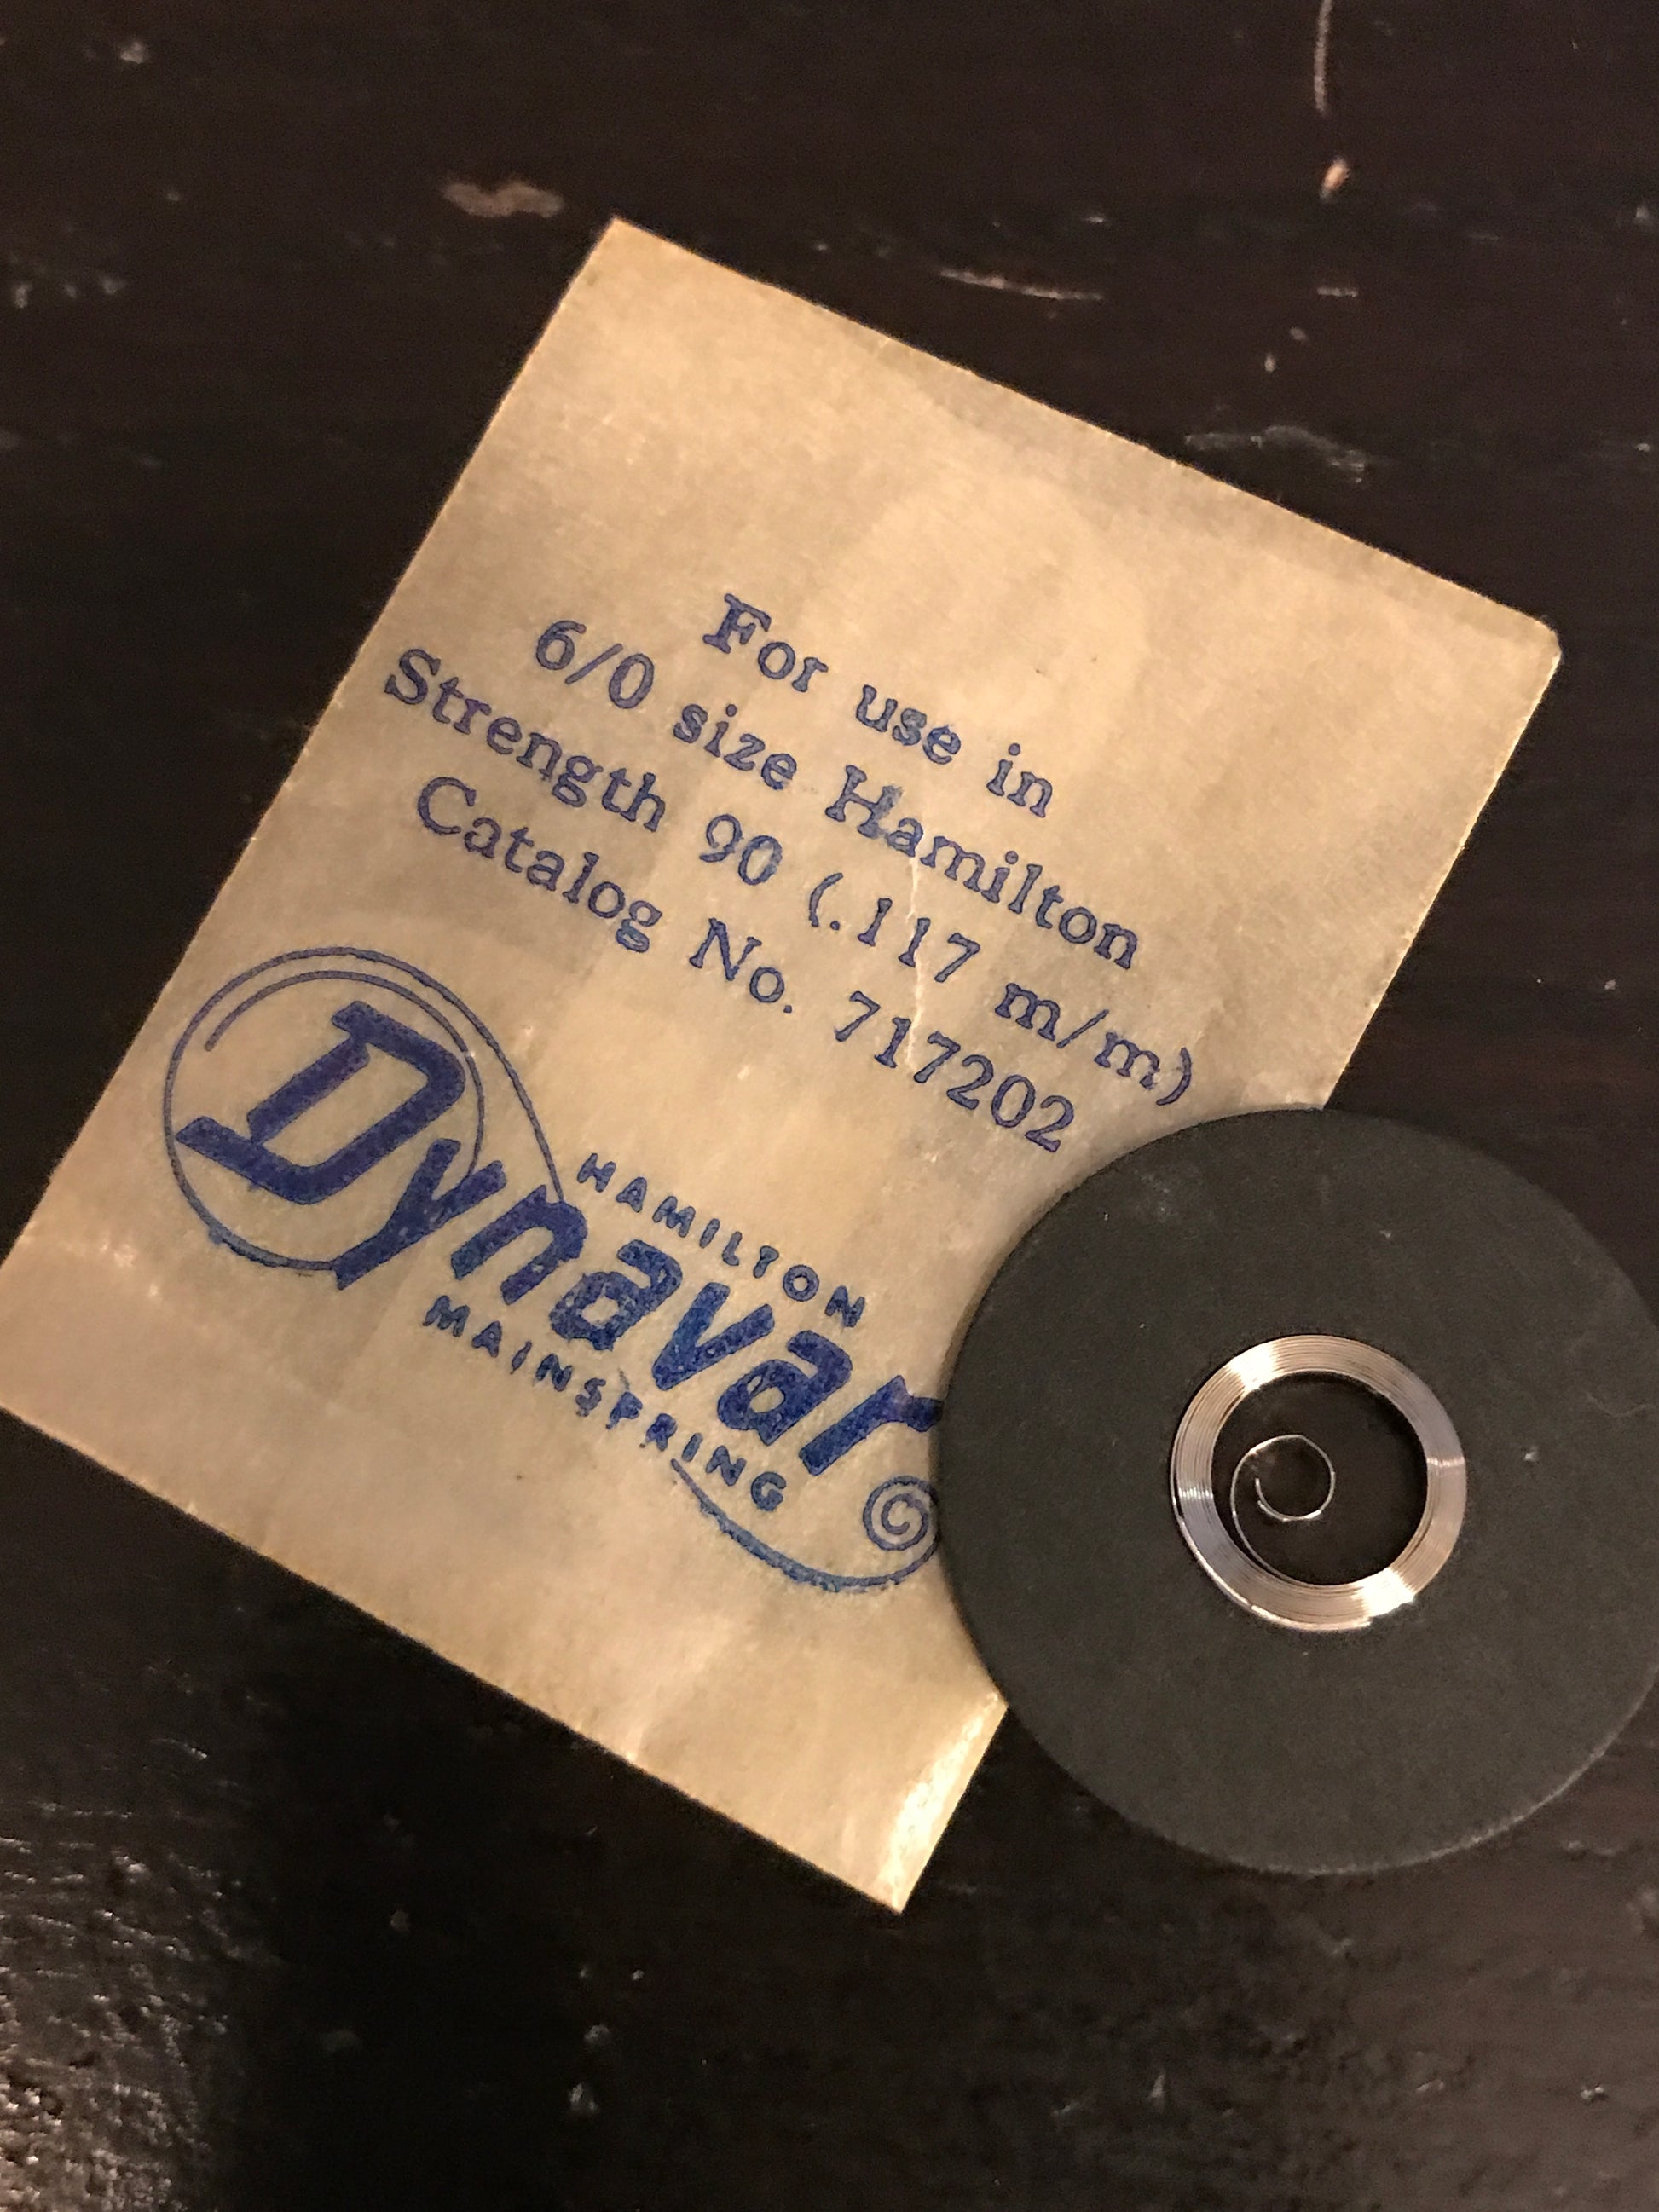 For use in
6/0 size Hamilton
Strength 90 (.117 m/m)
Catalog No. 717202
HAMILTON
Dynavar
MAINSPRING